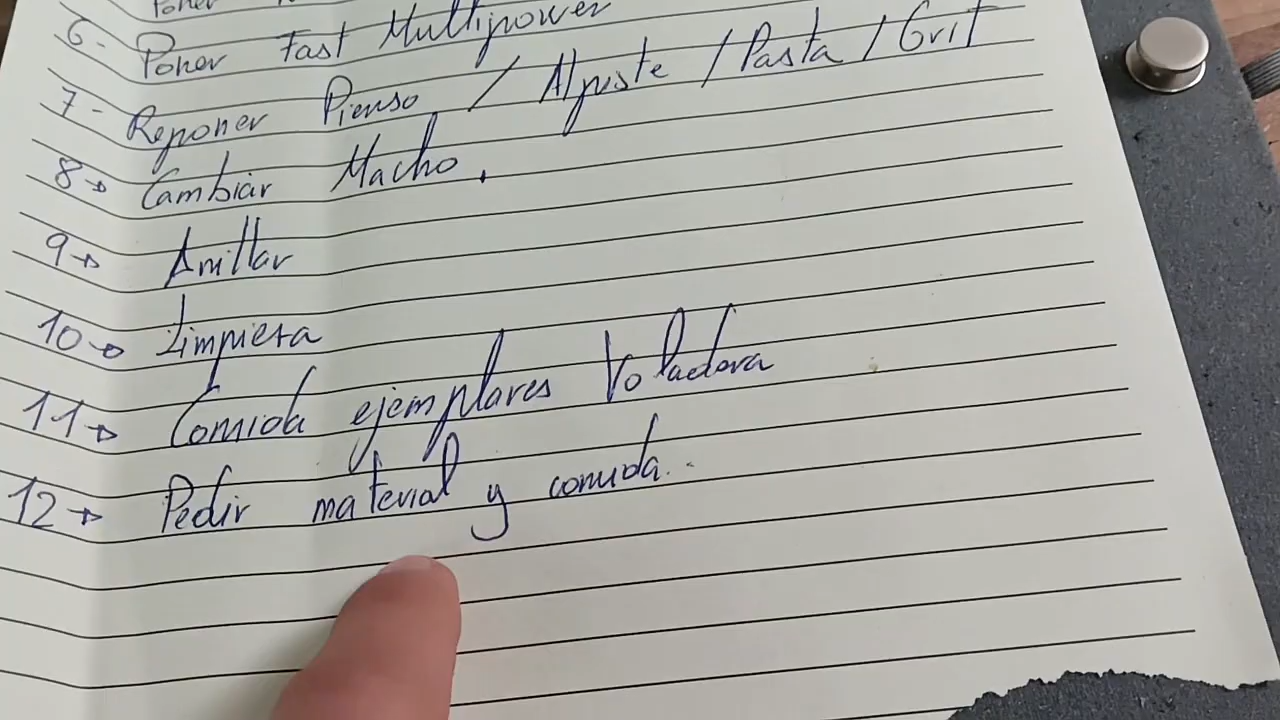 Poner
6- Poner Fast Multipower
7- Reponer Pienso / Alpiste / Pasta / Grit
8→ Cambiar Macho.
9→ Anillar
10→ Limpieza
11→ Comida ejemplares Voladora
12→ Pedir material y comida..